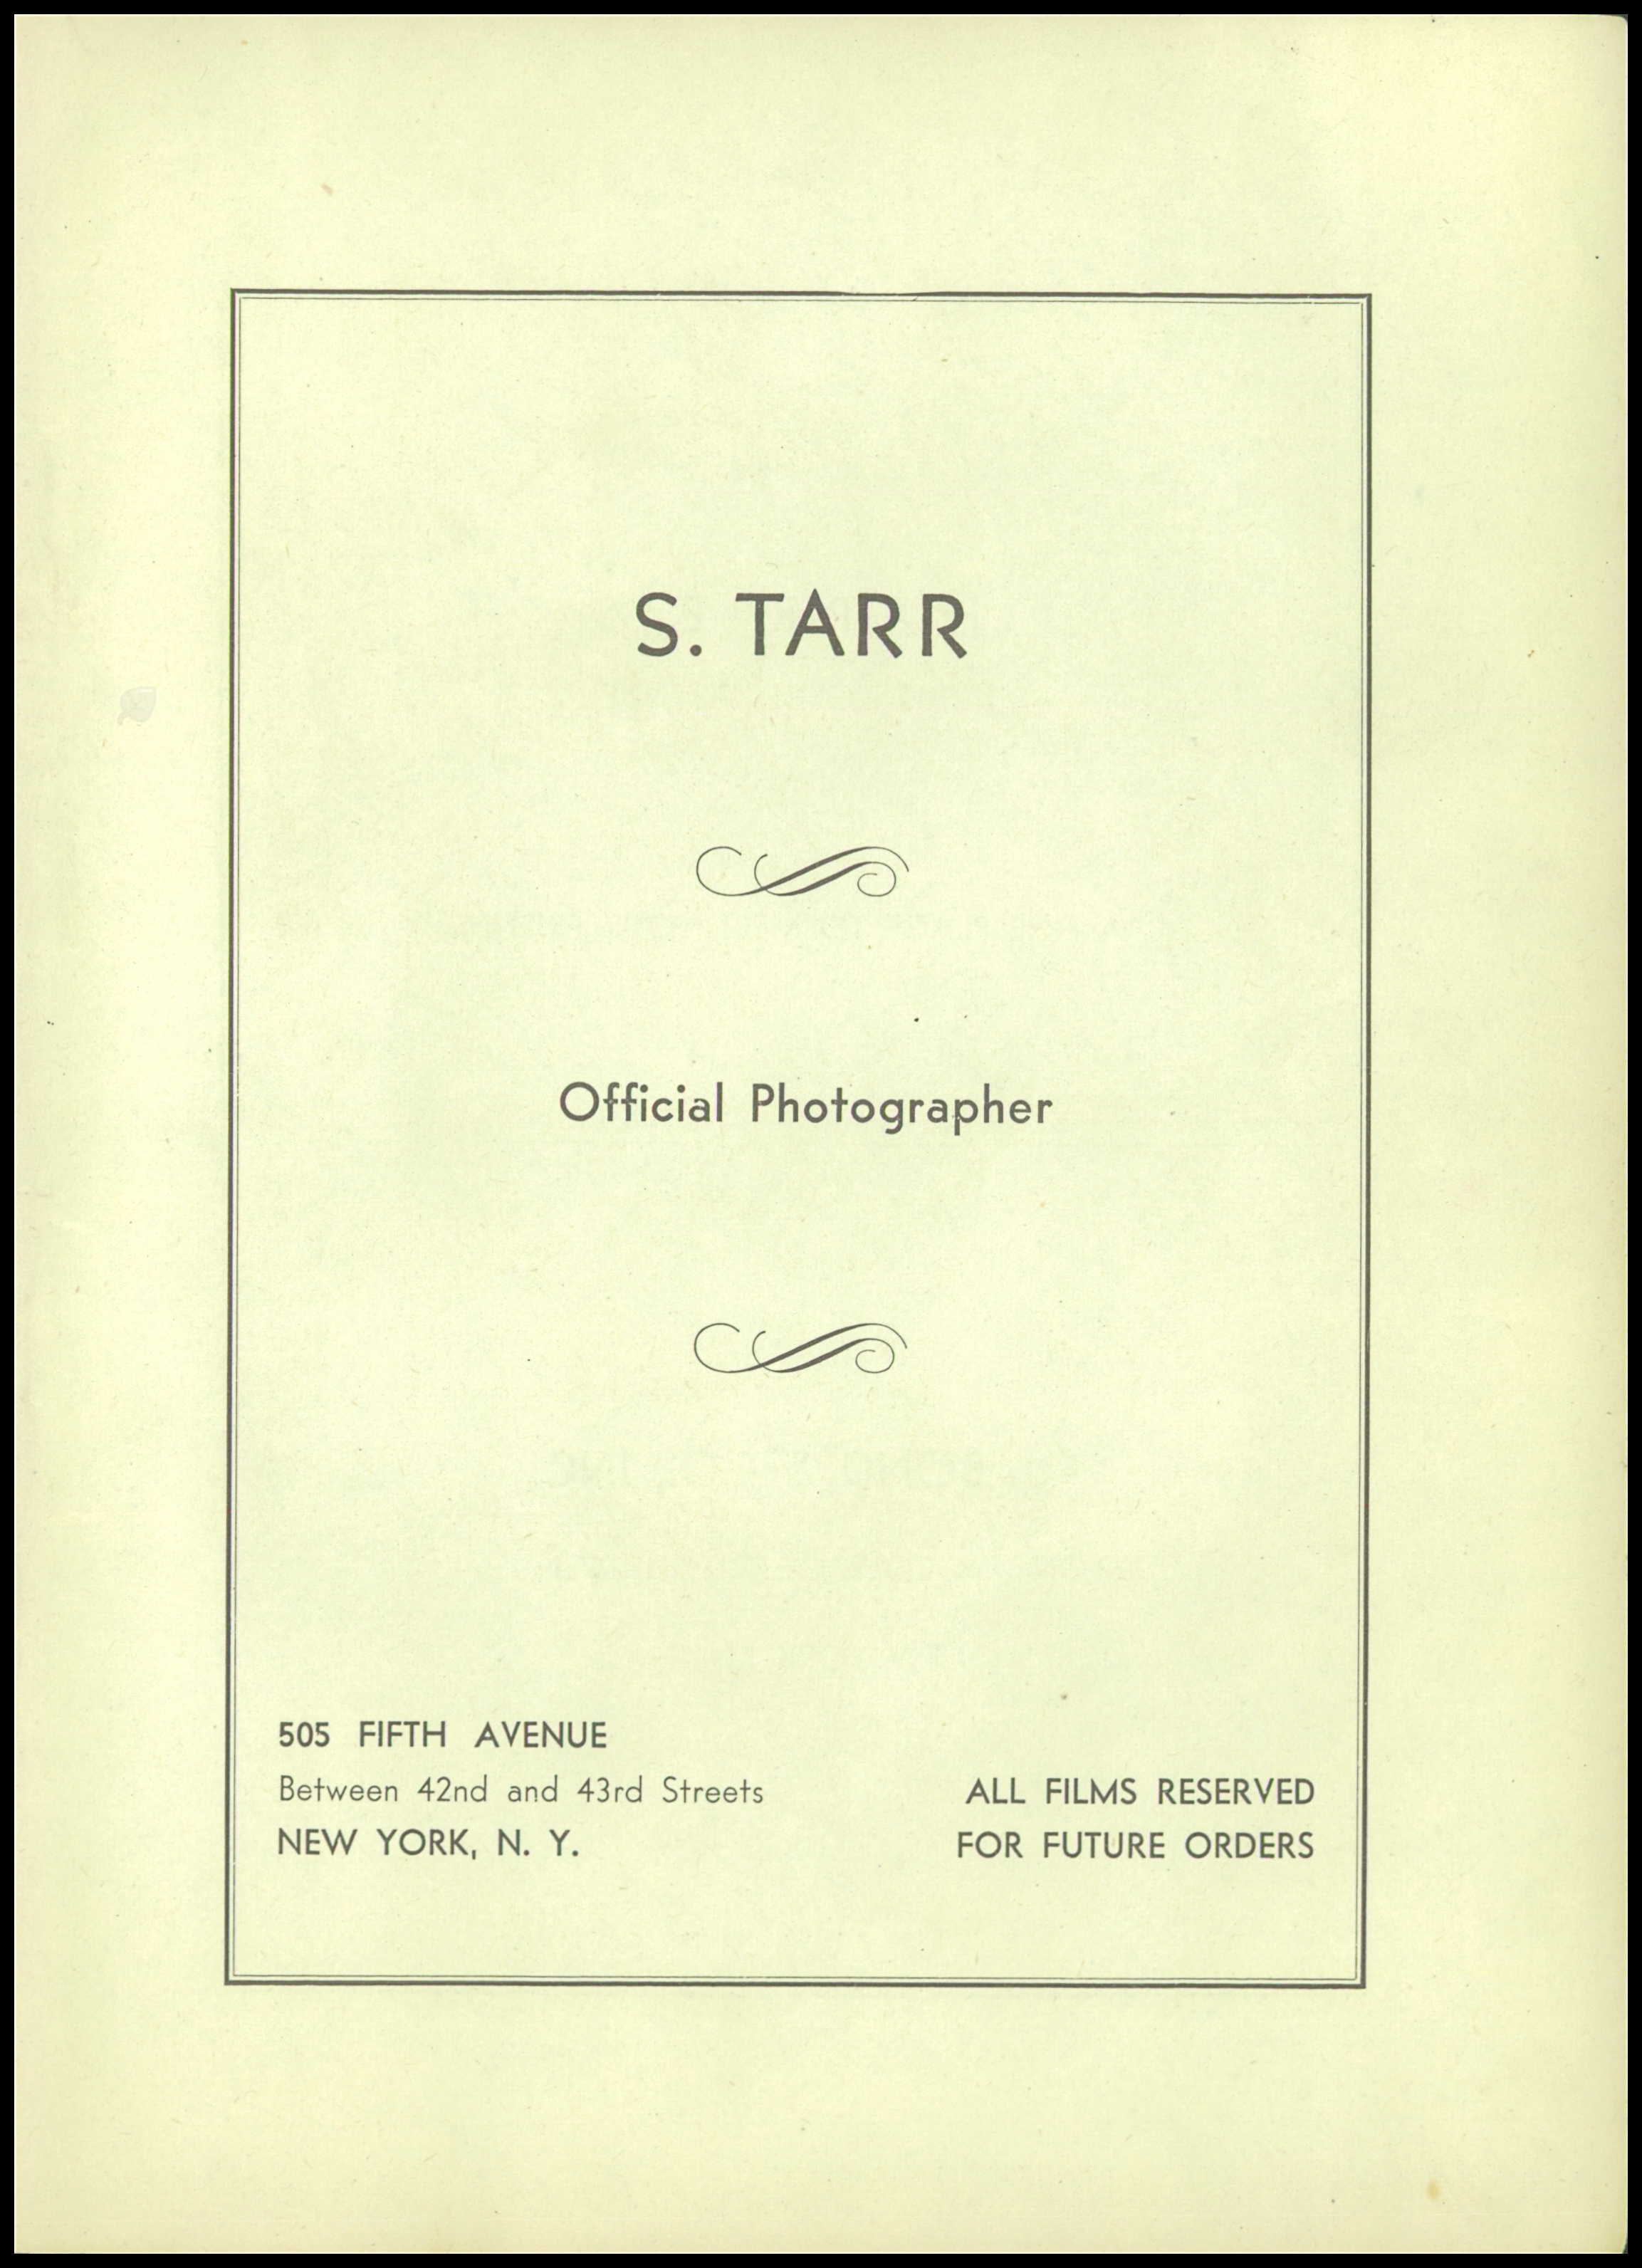 S. TARR
Official Photographer
505 FIFTH AVENUE
Between 42nd and 43rd Streets
NEW YORK, N. Y.
ALL FILMS RESERVED
FOR FUTURE ORDERS